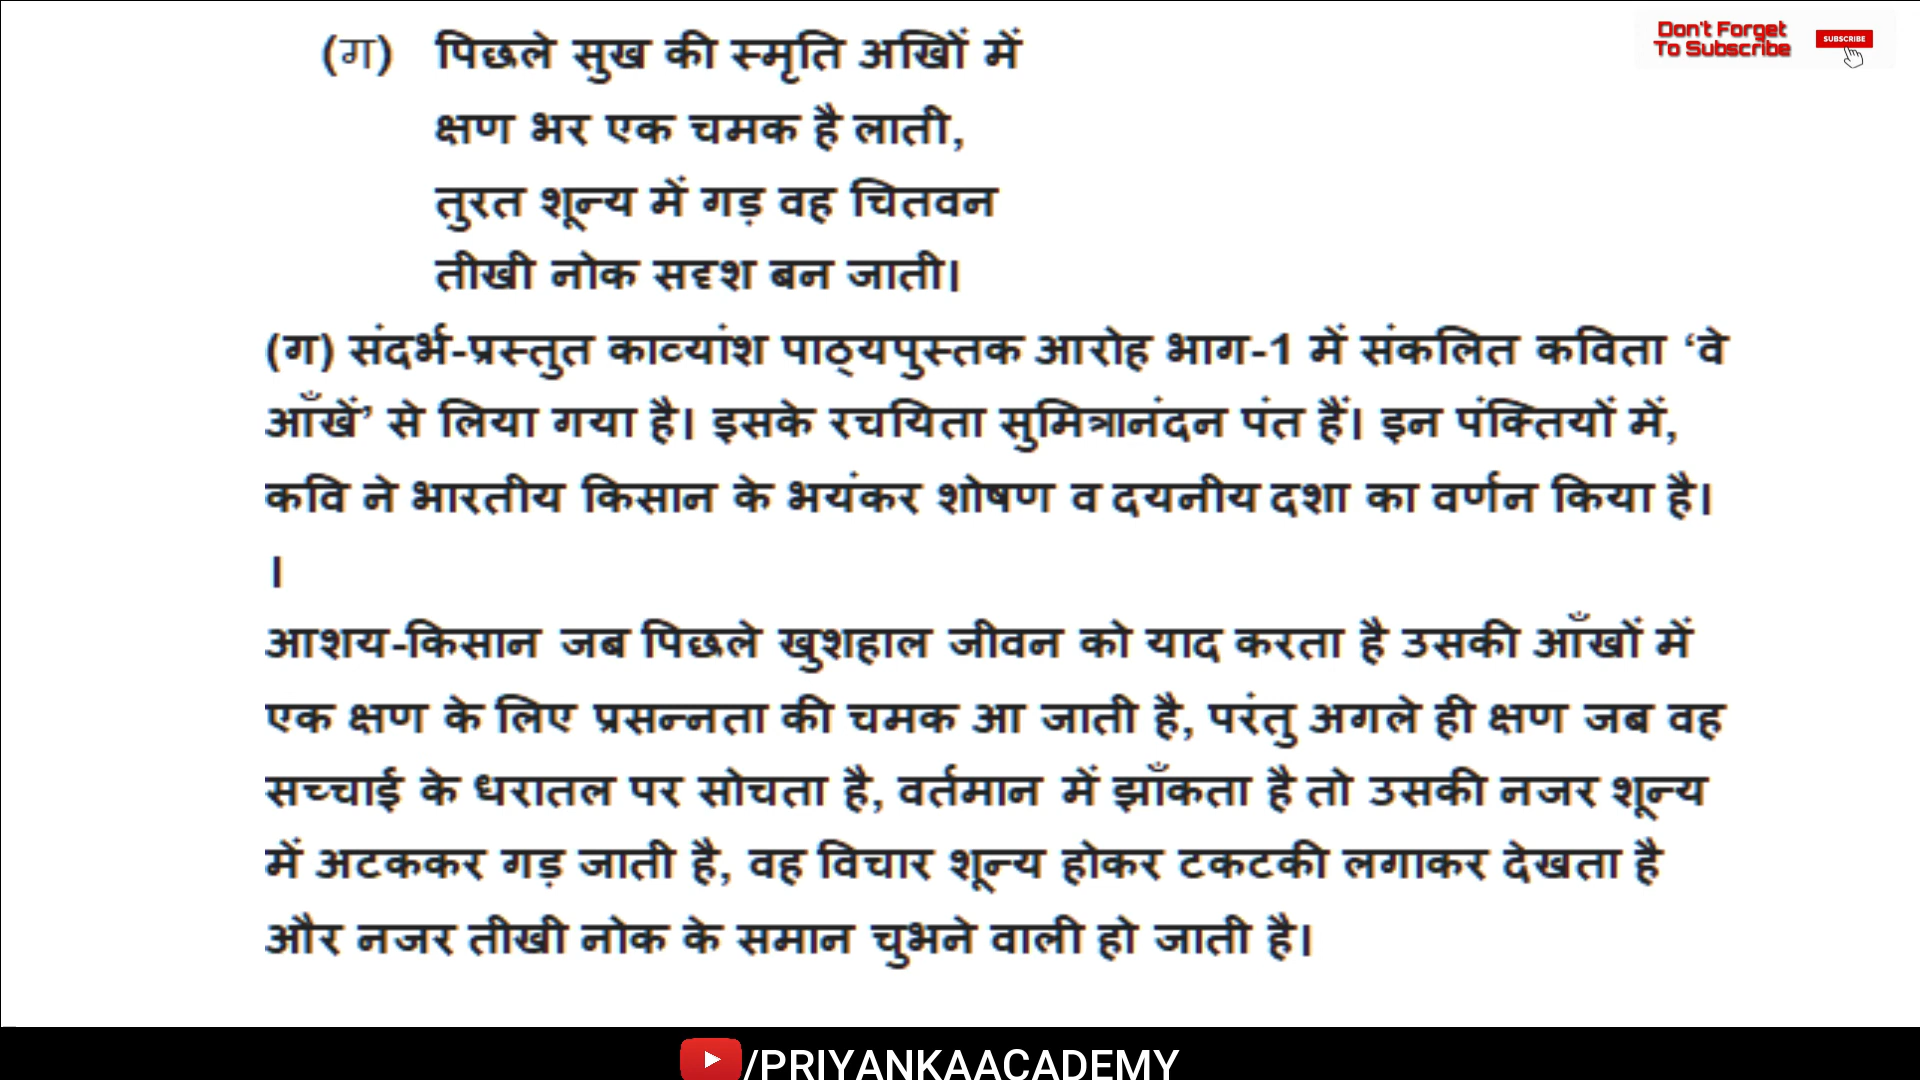 Don't Forget
To Subscribe
SUBSCRIBE
(ग) पिछले सुख की स्मृति अखिों में
क्षण भर एक चमक है लाती,
तुरत शून्य में गड़ वह चितवन
तीखी नोक सदृश बन जाती।
(ग) संदर्भ-प्रस्तुत काव्यांश पाठ्यपुस्तक आरोह भाग-1 में संकलित कविता ‘वे
आँखें’ से लिया गया है। इसके रचयिता सुमित्रानंदन पंत हैं। इन पंक्तियों में,
कवि ने भारतीय किसान के भयंकर शोषण व दयनीय दशा का वर्णन किया है।
।
आशय-किसान जब पिछले खुशहाल जीवन को याद करता है उसकी आँखों में
एक क्षण के लिए प्रसन्नता की चमक आ जाती है, परंतु अगले ही क्षण जब वह
सच्चाई के धरातल पर सोचता है, वर्तमान में झाँकता है तो उसकी नजर शून्य
में अटककर गड़ जाती है, वह विचार शून्य होकर टकटकी लगाकर देखता है
और नजर तीखी नोक के समान चुभने वाली हो जाती है।
/PRIYANKAACADEMY